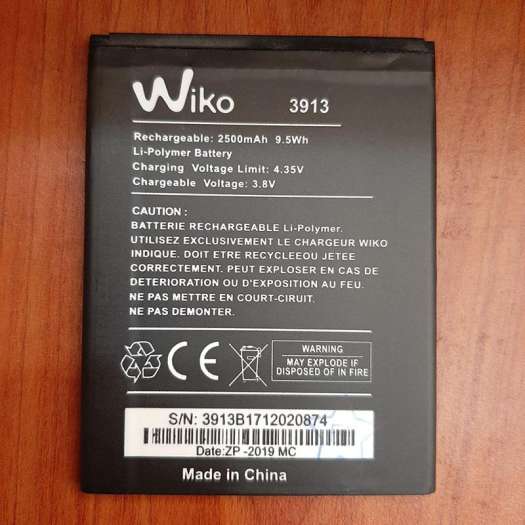 Wiko 3913
Rechargeable: 2500mAh 9.5Wh
Li-Polymer Battery
Charging Voltage Limit: 4.35V
Chargeable Voltage: 3.8V
CAUTION :
BATTERIE RECHARGEABLE Li-Polymer.
UTILISEZ EXCLUSIVEMENT LE CHARGEUR WIKO
INDIQUE. DOIT ETRE RECYCLEEOU JETEE
CORRECTEMENT. PEUT EXPLOSER EN CAS DE
DETERIORATION OU D'EXPOSITION AU FEU.
NE PAS METTRE EN COURT-CIRUIT.
NE PAS DEMONTER.
CE
WARNING
MAY EXPLODE IF
DISPOSED OF IN FIRE
S/N: 3913B1712020874
Date:ZP -2019 MC
Made in China